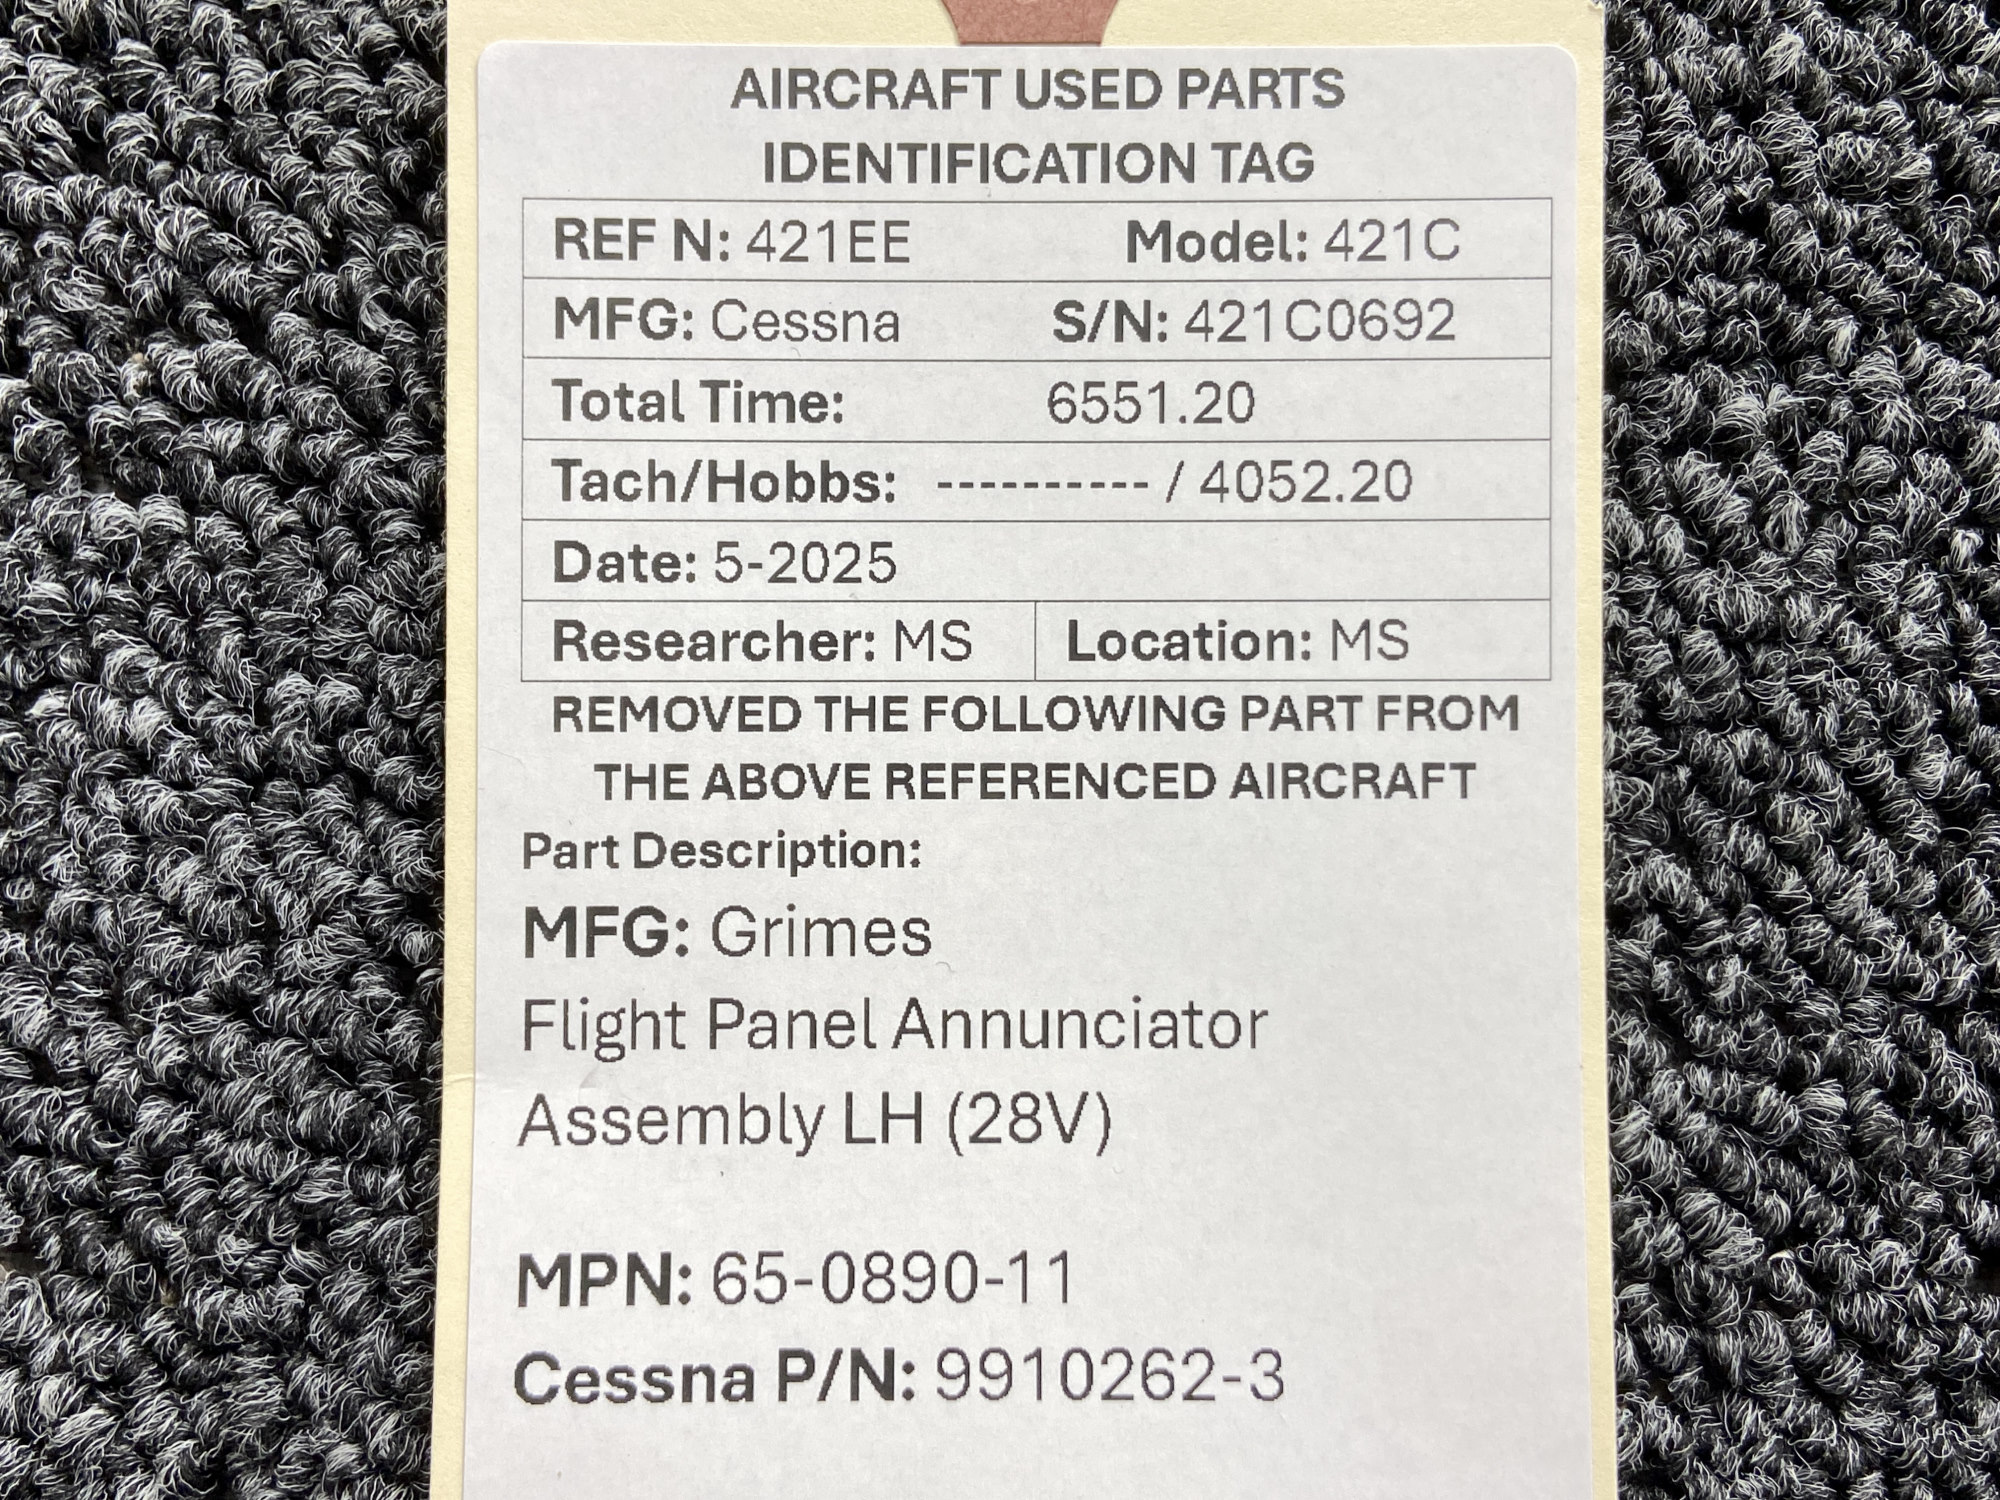 AIRCRAFT USED PARTS
IDENTIFICATION TAG
REF N: 421EE Model: 421C
MFG: Cessna S/N: 421C0692
Total Time: 6551.20
Tach/Hobbs: ---------- / 4052.20
Date: 5-2025
Researcher: MS Location: MS
REMOVED THE FOLLOWING PART FROM
THE ABOVE REFERENCED AIRCRAFT
Part Description:
MFG: Grimes
Flight Panel Annunciator
Assembly LH (28V)
MPN: 65-0890-11
Cessna P/N: 9910262-3